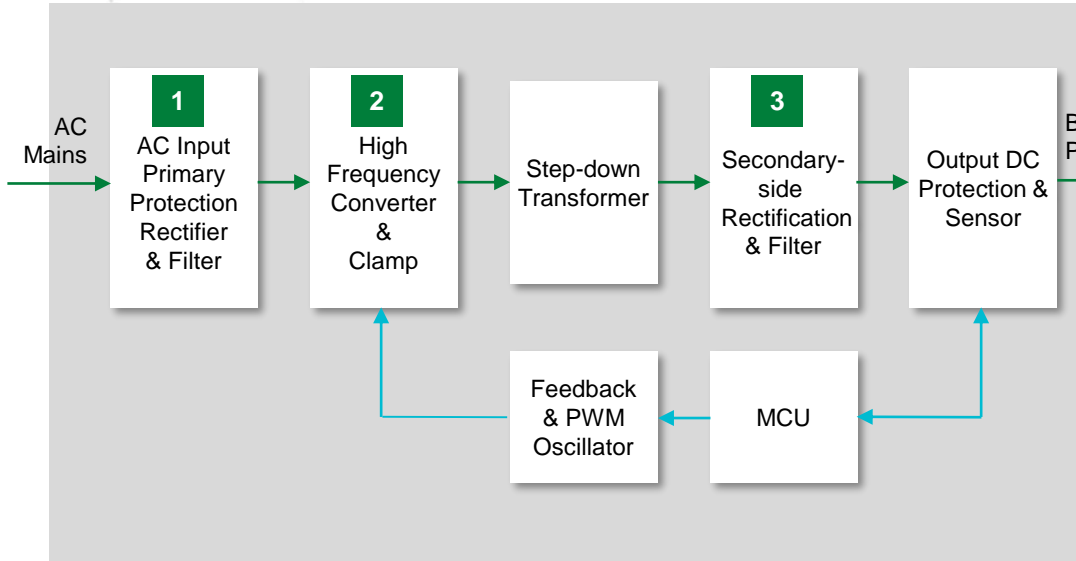 AC
Mains
1
AC Input
Primary
Protection
Rectifier
& Filter
2
High
Frequency
Converter
&
Clamp
Step-down
Transformer
3
Secondary-
side
Rectification
& Filter
Output DC
Protection &
Sensor
Feedback
& PWM
Oscillator
MCU